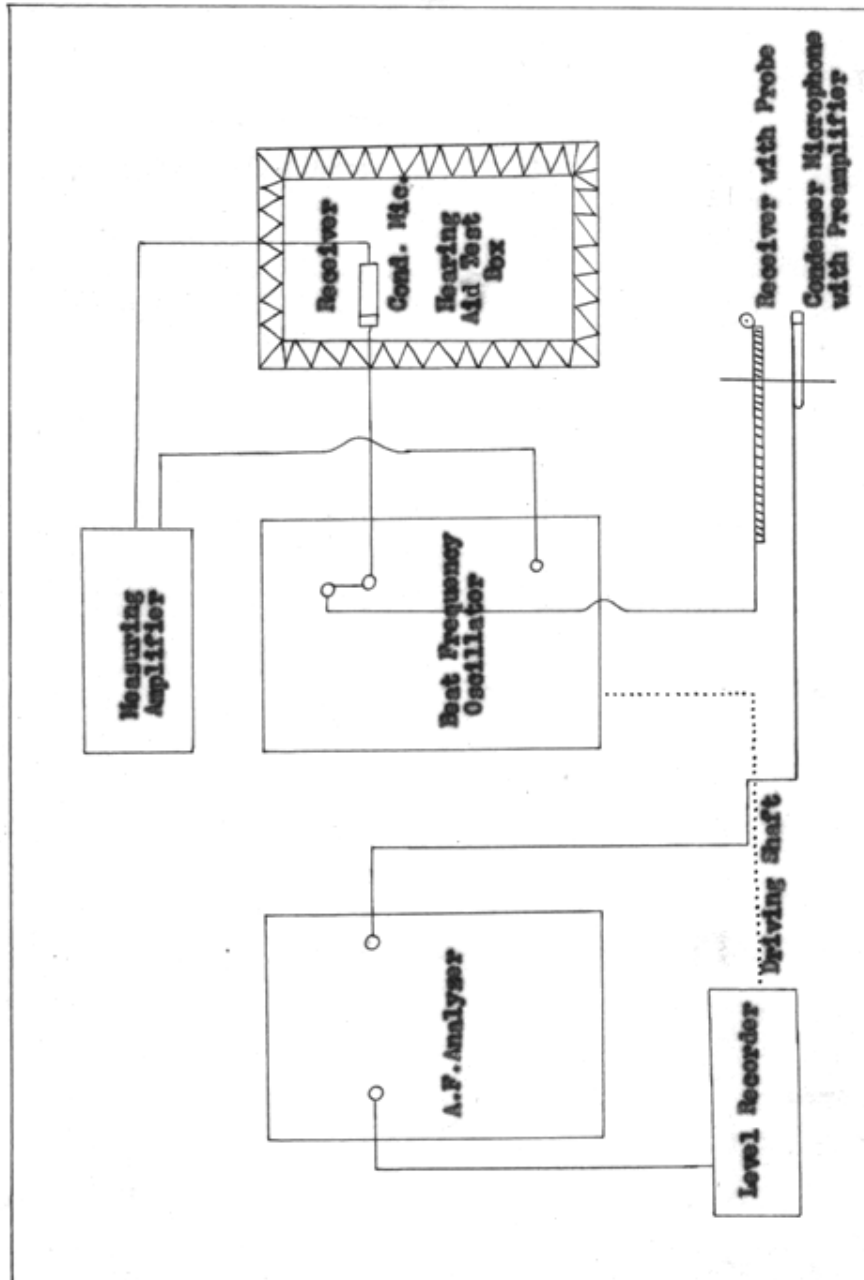 Measuring
Amplifier
Receiver
Cond. Mic.
Hearing
Aid Test
Box
Beat Frequency
Oscillator
A.F.Analyser
Receiver with Probe
Condenser Microphone
with Preamplifier
Driving Shaft
Level Recorder